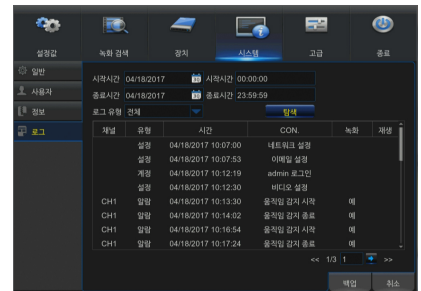 설정값 녹화 검색 장치 시스템 고급 종료
일반
사용자
정보
로그
시작시간 04/18/2017 시작시간 00:00:00
종료시간 04/18/2017 종료시간 23:59:59
로그 유형 전체 탐색
채널 유형 시간 CON. 녹화 재생
설정 04/18/2017 10:07:00 네트워크 설정
설정 04/18/2017 10:07:53 이메일 설정
계정 04/18/2017 10:12:19 admin 로그인
설정 04/18/2017 10:12:30 비디오 설정
CH1 알람 04/18/2017 10:13:30 움직임 감지 시작 예
CH1 알람 04/18/2017 10:14:02 움직임 감지 종료 예
CH1 알람 04/18/2017 10:16:54 움직임 감지 시작 예
CH1 알람 04/18/2017 10:17:24 움직임 감지 종료 예
<< 1/3 1 >>
백업 취소